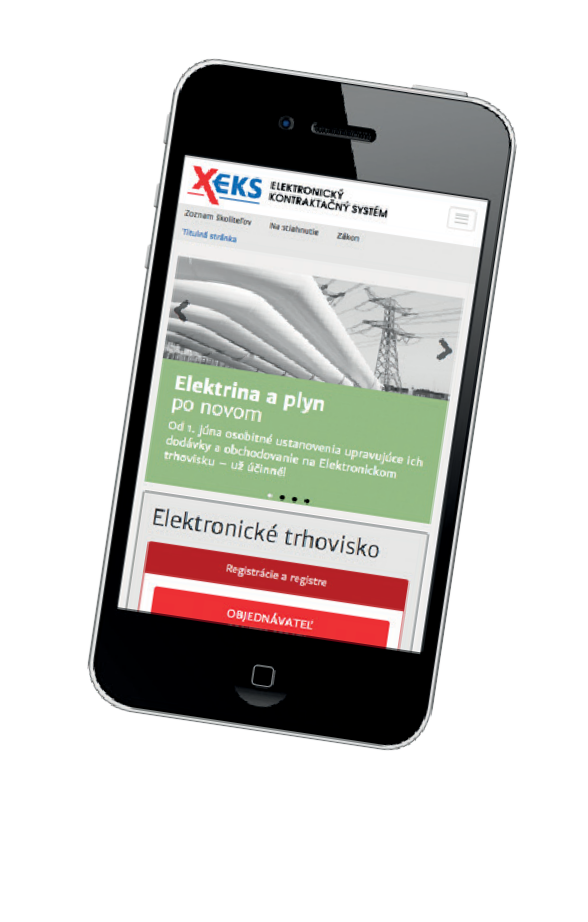 XEKS ELEKTRONICKÝ
KONTRAKTAČNÝ SYSTÉM
Zoznam školiteľov Na stiahnutie Zákon
Titulná stránka
Elektrina a plyn
po novom
Od 1. júna osobitné ustanovenia upravujúce ich
dodávky a obchodovanie na Elektronickom
trhovisku – už účinné!
Elektronické trhovisko
Registrácie a registre
OBJEDNÁVATEĽ